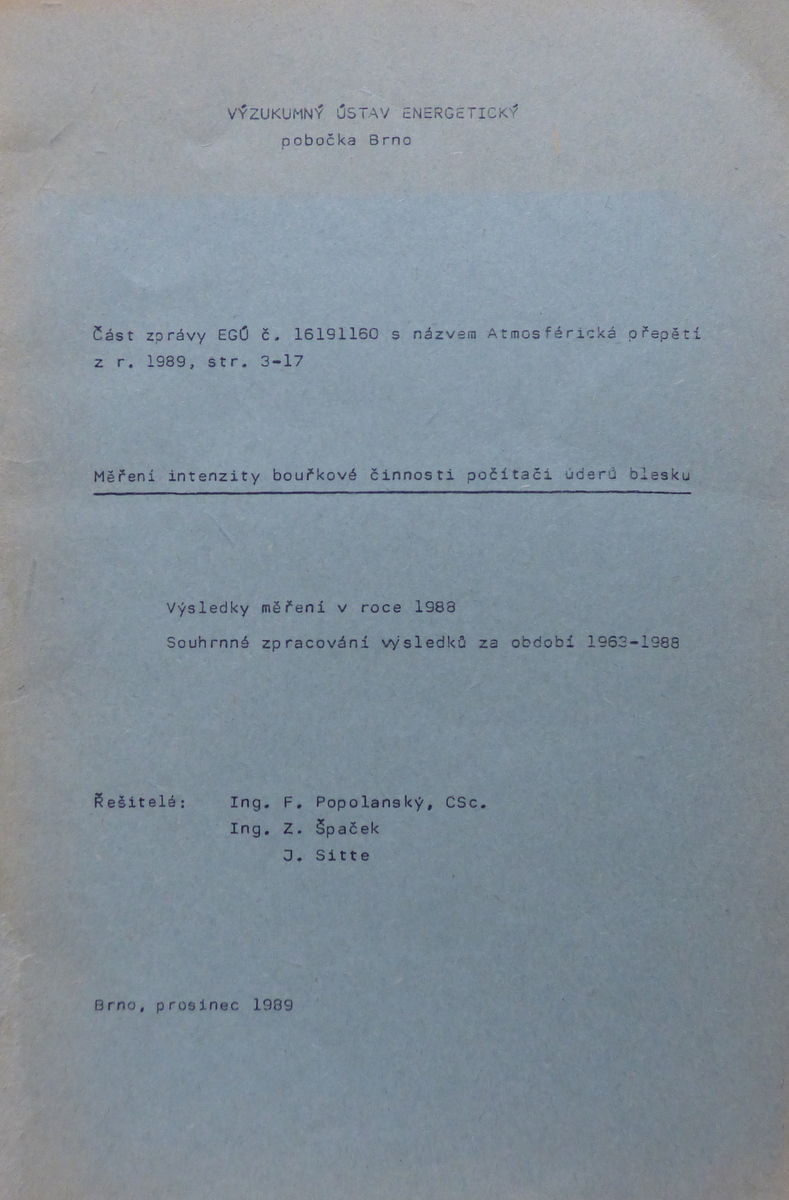 VÝZUKUMNÝ ÚSTAV ENERGETICKÝ
pobočka Brno
Část zprávy EGÚ č. 16191160 s názvem Atmosférická přepětí
z r. 1989, str. 3-17
Měření intenzity bouřkové činnosti počítači úderů blesku
Výsledky měření v roce 1988
Souhrnné zpracování výsledků za období 1963-1988
Řešitelé: Ing. F. Popolanský, CSc.
Ing. Z. Špaček
J. Sitte
Brno, prosinec 1989